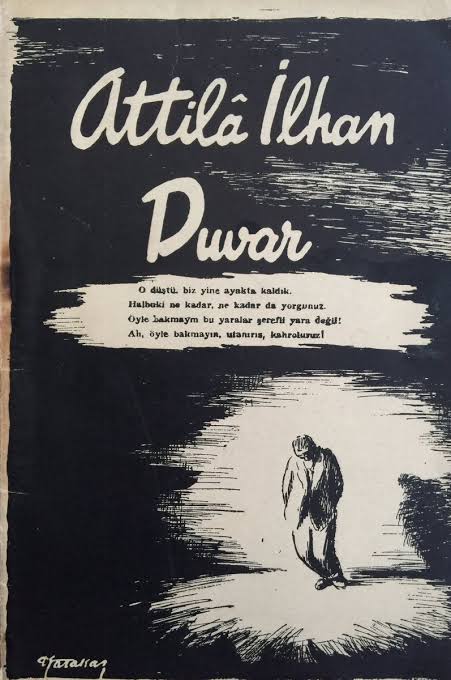 Attilâ İlhan
Duvar
O düştü, biz yine ayakta kaldık.
Halbuki ne kadar, ne kadar da yorgunuz.
Öyle bakmayın bu yaralar şerefli yara değil!
Ah, öyle bakmayın, utanırız, kahroluruz!